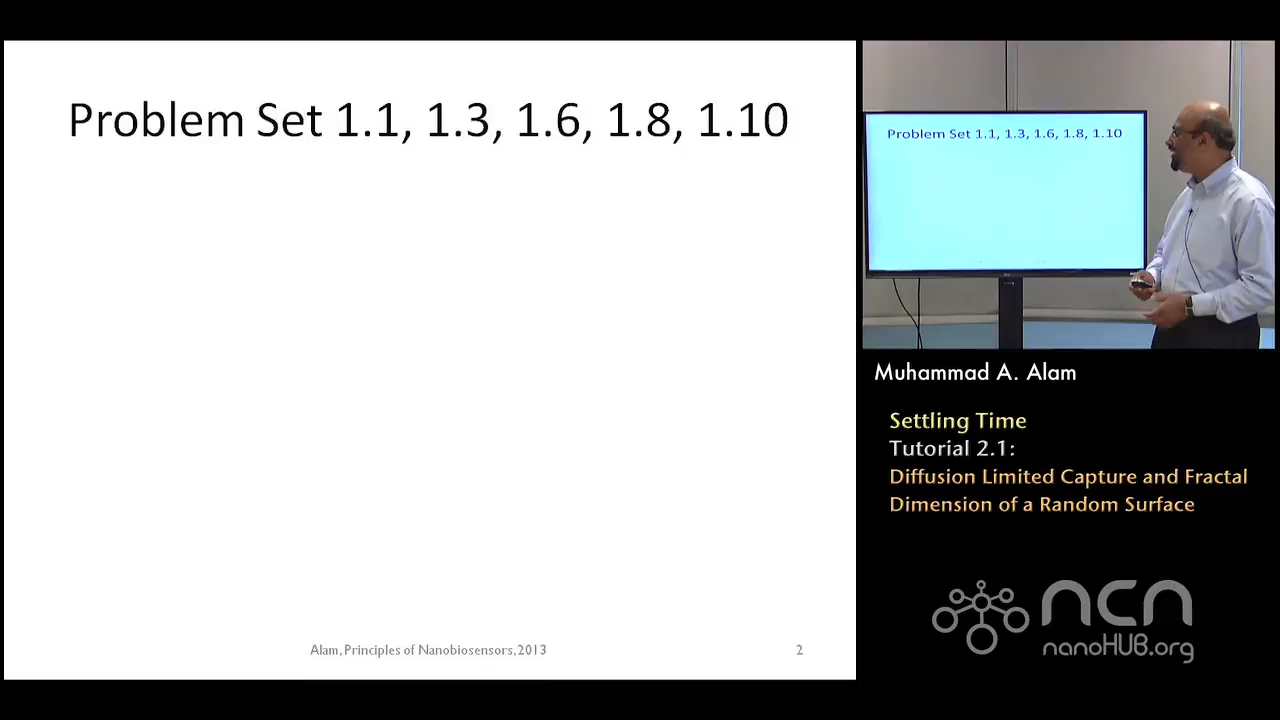 Problem Set 1.1, 1.3, 1.6, 1.8, 1.10
Alam, Principles of Nanobiosensors, 2013
2
Problem Set 1.1, 1.3, 1.6, 1.8, 1.10
Muhammad A. Alam
Settling Time
Tutorial 2.1:
Diffusion Limited Capture and Fractal
Dimension of a Random Surface
ncn
nanoHUB.org